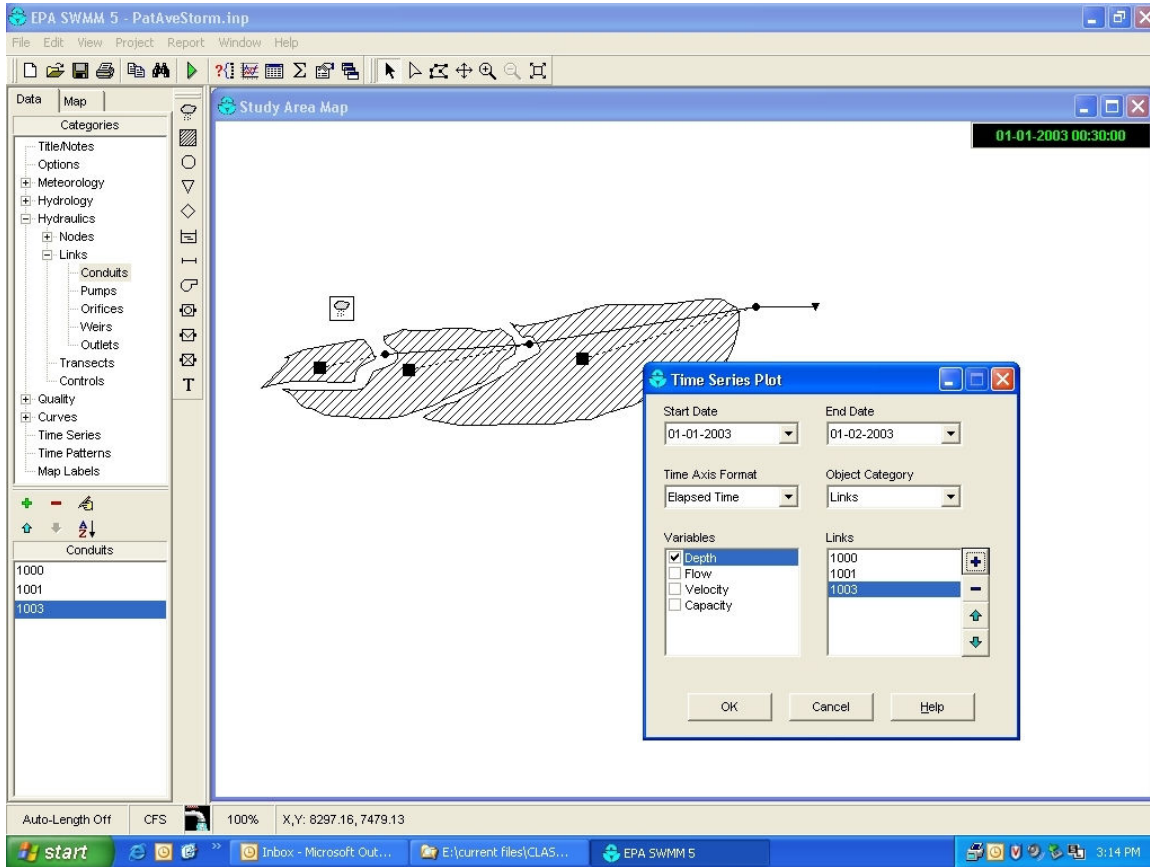 EPA SWMM 5 - PatAveStorm.inp
File Edit View Project Report Window Help
Data Map
Categories
Title/Notes
Options
Meteorology
Hydrology
Hydraulics
Nodes
Links
Conduits
Pumps
Orifices
Weirs
Outlets
Transects
Controls
Quality
Curves
Time Series
Time Patterns
Map Labels
Conduits
1000
1001
1003
T
Study Area Map
01-01-2003 00:30:00
Time Series Plot
Start Date End Date
01-01-2003 01-02-2003
Time Axis Format Object Category
Elapsed Time Links
Variables Links
Depth 1000
Flow 1001
Velocity 1003
Capacity
OK Cancel Help
Auto-Length Off CFS 100% X,Y: 8297.16, 7479.13
start Inbox - Microsoft Out... E:\current files\CLAS... EPA SWMM 5 3:14 PM